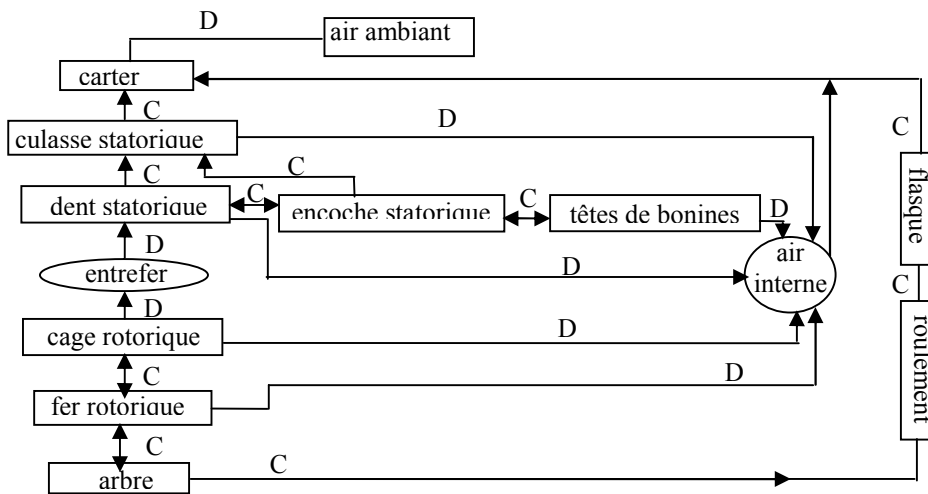 D
air ambiant
carter
C
culasse statorique
D
C
C
C
dent statorique
C
encoche statorique
C
têtes de bonines
D
flasque
D
air
interne
entrefer
D
C
D
cage rotorique
D
roulement
C
fer rotorique
D
C
arbre
C